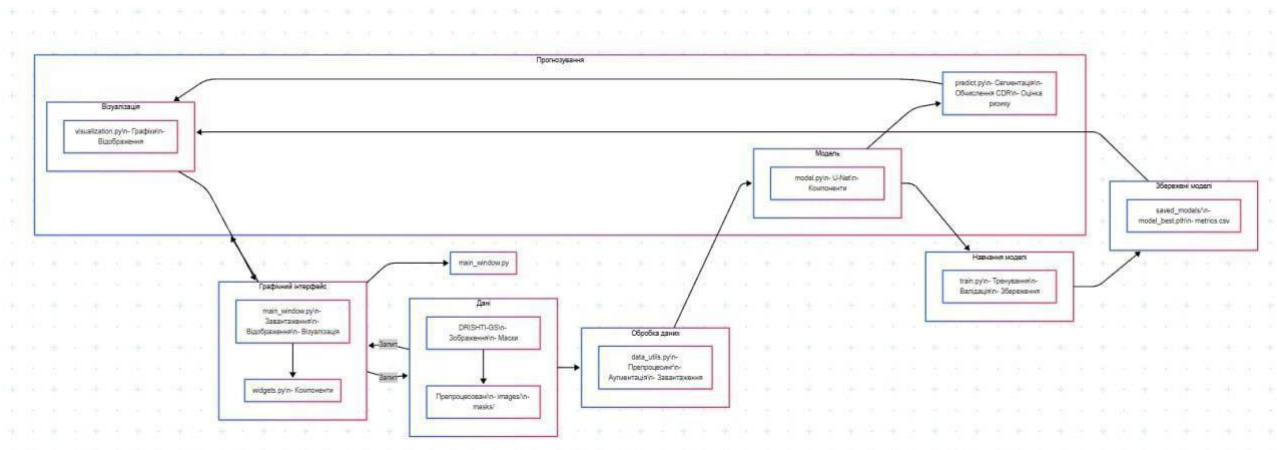 Прогнозування
predict.py\n- Сегментація\n-
Обчислення CDR\n- Оцінка
ризику
Візуалізація
visualization.py\n- Графіки\n-
Відображення
Модель
model.py\n- U-Net\n-
Компоненти
Збережені моделі
saved_models/\n-
model_best.pth\n- metrics.csv
Навчання моделі
train.py\n- Тренування\n-
Валідація\n- Збереження
main_window.py
Графічний інтерфейс
main_window.py\n-
Завантаження\n-
Відображення\n- Візуалізація
widgets.py\n- Компоненти
Запит
Запит
Дані
DRISHTI-GS\n-
Зображення\n- Маски
Препроцесовані\n- images/\n-
masks/
Обробка даних
data_utils.py\n-
Препроцесинг\n-
Аугментація\n- Завантаження